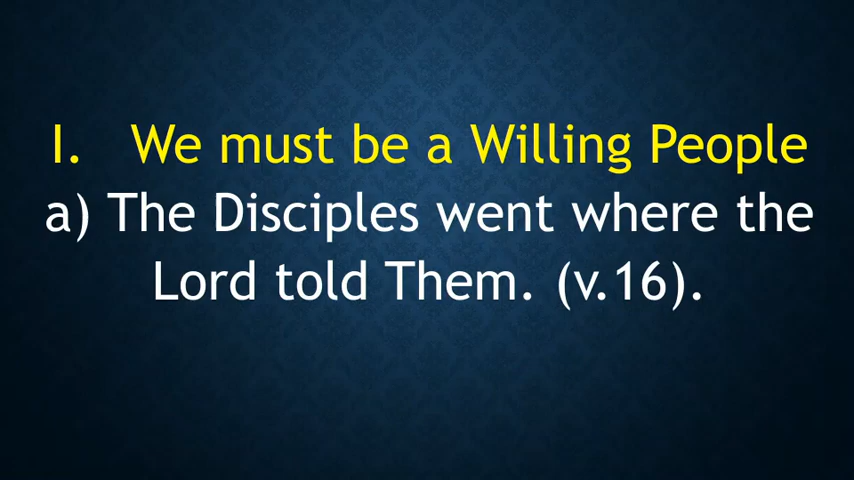 I. We must be a Willing People
a) The Disciples went where the
Lord told Them. (v.16).